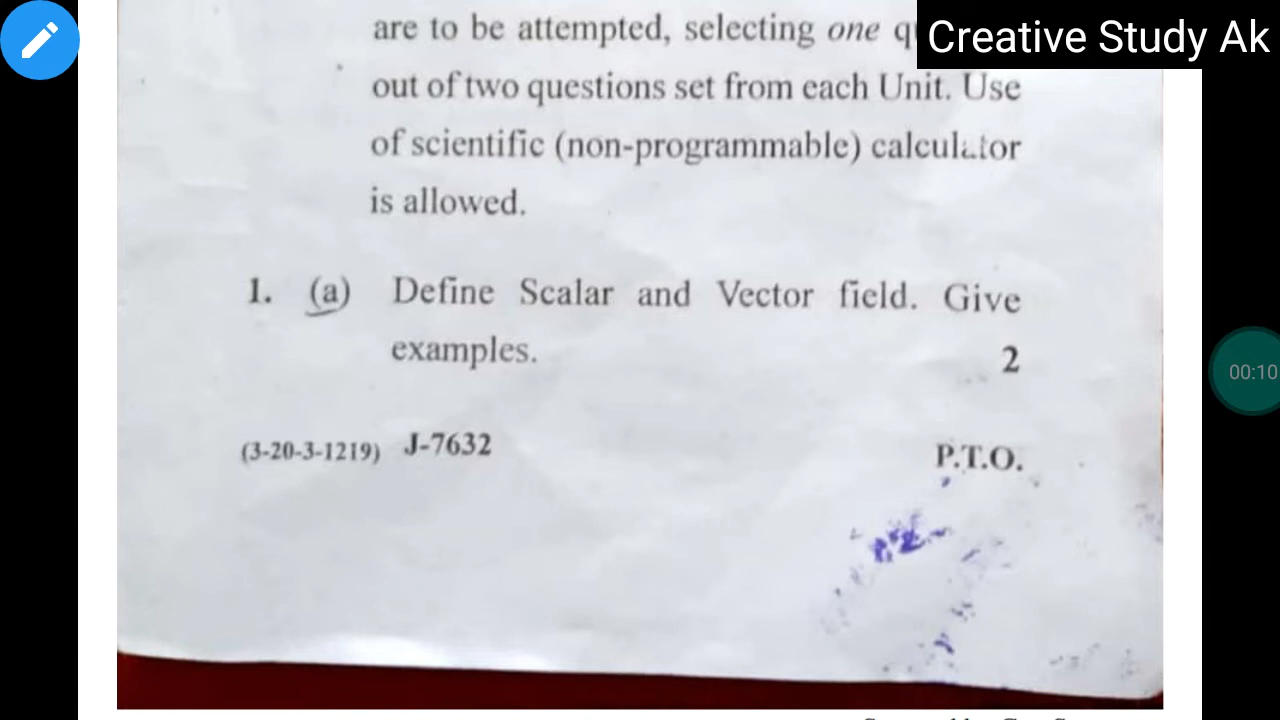 Creative Study Ak
are to be attempted, selecting one
out of two questions set from each Unit. Use
of scientific (non-programmable) calculator
is allowed.
1. (a) Define Scalar and Vector field. Give
examples. 2
00:10
(3-20-3-1219) J-7632 P.T.O.